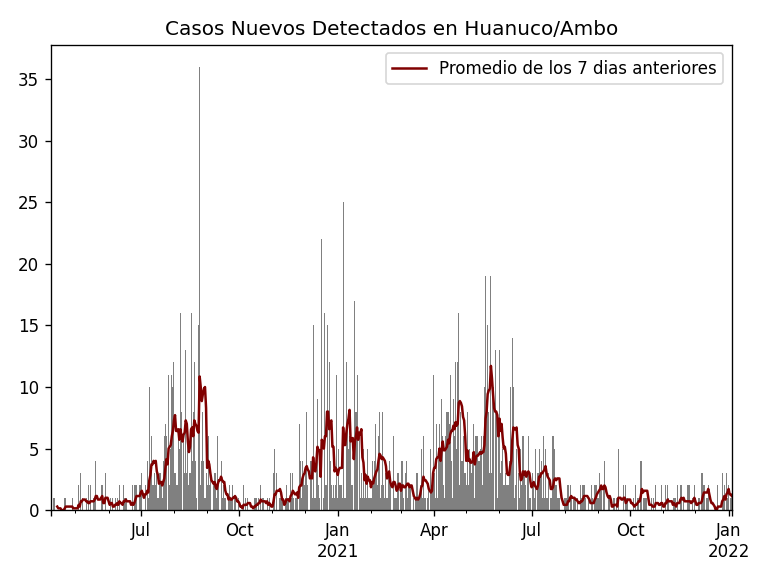 Casos Nuevos Detectados en Huanuco/Ambo
Promedio de los 7 dias anteriores
35
30
25
20
15
10
5
0
Jul
Oct
Jan
2021
Apr
Jul
Oct
Jan
2022